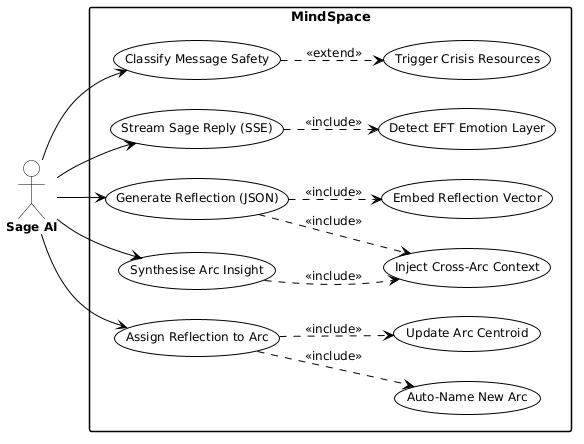 MindSpace
Classify Message Safety
«extend»
Trigger Crisis Resources
Stream Sage Reply (SSE)
«include»
Detect EFT Emotion Layer
Generate Reflection (JSON)
«include»
Embed Reflection Vector
«include»
Sage AI
Synthesise Arc Insight
«include»
Inject Cross-Arc Context
Assign Reflection to Arc
«include»
Update Arc Centroid
«include»
Auto-Name New Arc